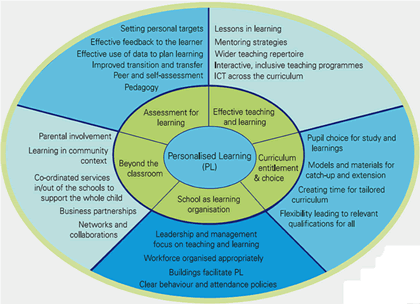 Setting personal targets
Effective feedback to the learner
Effective use of data to plan learning
Improved transition and transfer
Peer and self-assessment
Pedagogy
Lessons in learning
Mentoring strategies
Wider teaching repertoire
Interactive, inclusive teaching programmes
ICT across the curriculum
Assessment for
learning
Effective teaching
and learning
Parental involvement
Learning in community
context
Co-ordinated services
in/out of the schools to
support the whole child
Business partnerships
Networks and
collaborations
Beyond the
classroom
Personalised Learning
(PL)
Curriculum
entitlement
& choice
Pupil choice for study and
learnings
Models and materials for
catch-up and extension
Creating time for tailored
curriculum
Flexibility leading to relevant
qualifications for all
School as learning
organisation
Leadership and management
focus on teaching and learning
Workforce organised appropriately
Buildings facilitate PL
Clear behaviour and attendance policies